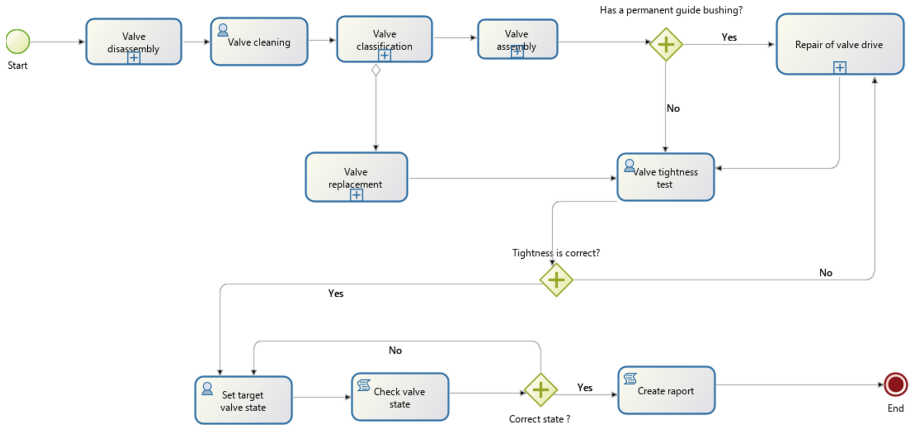 Has a permanent guide bushing?
Valve
disassembly
Valve cleaning
Valve
classification
Valve
assembly
Yes
Repair of valve drive
Start
No
Valve
replacement
Valve tightness
test
Tightness is correct?
No
Yes
No
Set target
valve state
Check valve
state
Yes
Create raport
Correct state ?
End